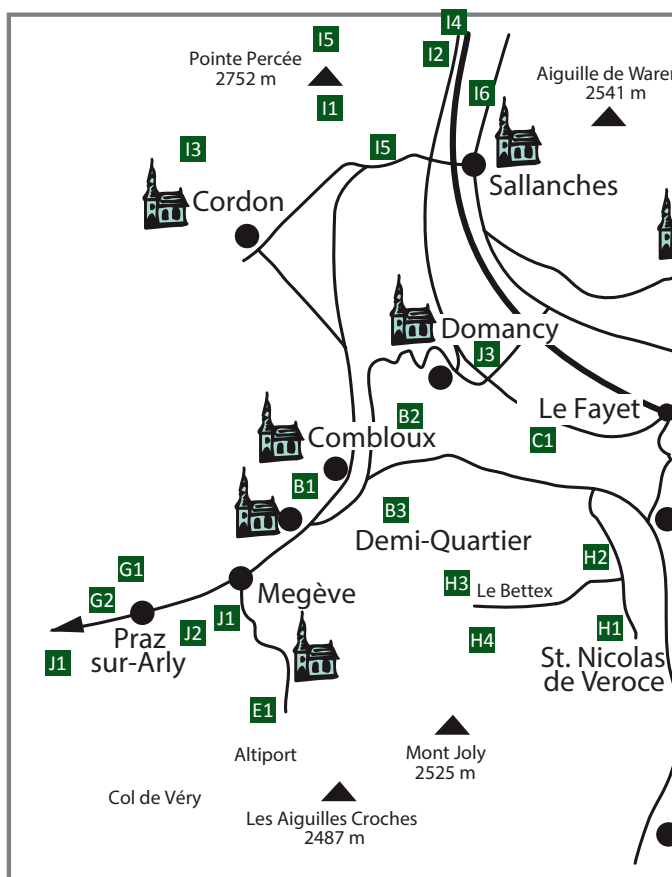 I4
I5
I2
Pointe Percée
2752 m
Aiguille de Waren
2541 m
I6
I1
I3
I5
Sallanches
Cordon
Domancy
J3
Le Fayet
B2
C1
Combloux
B1
B3
Demi-Quartier
H2
G1
H3
Le Bettex
Megève
G2
J1
J2
H1
Praz
sur-Arly
H4
J1
St. Nicolas
de Veroce
E1
Altiport
Mont Joly
2525 m
Col de Véry
Les Aiguilles Croches
2487 m